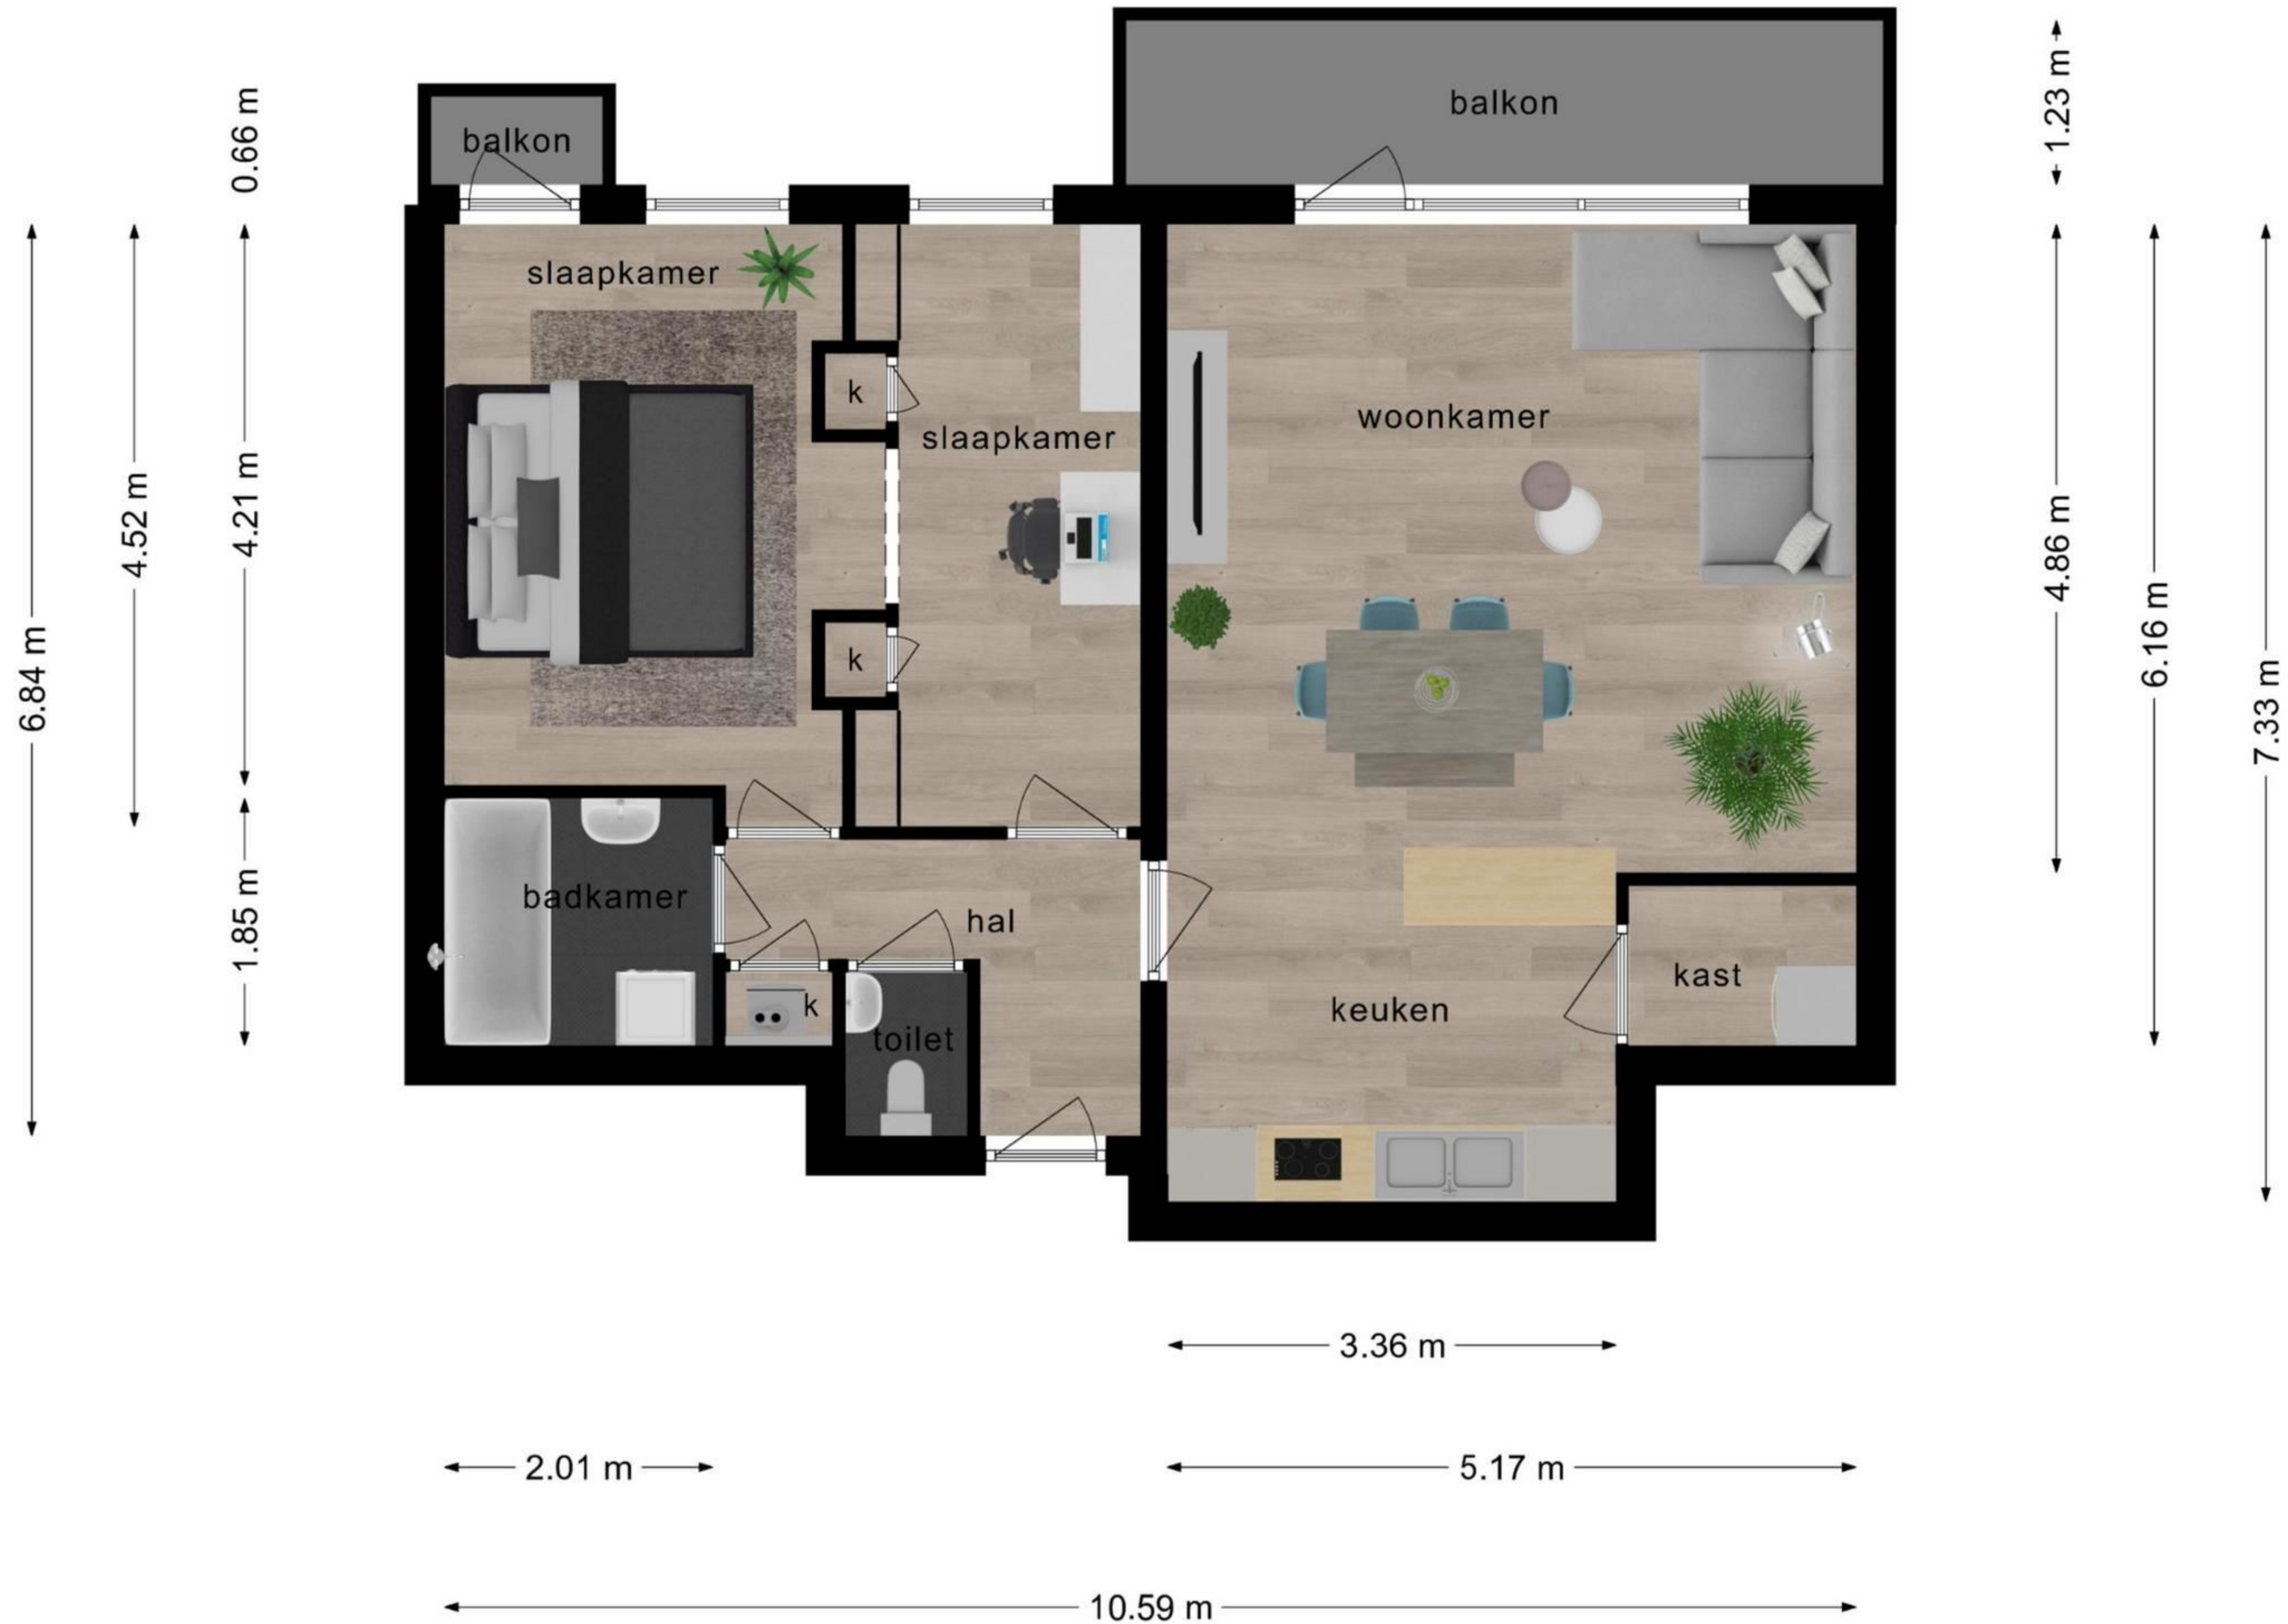 balkon
balkon
1.23 m
0.66 m
slaapkamer
k
slaapkamer
woonkamer
4.52 m
4.21 m
4.86 m
6.84 m
6.16 m
7.33 m
k
badkamer
1.85 m
hal
kast
k
keuken
toilet
3.36 m
2.01 m
5.17 m
10.59 m